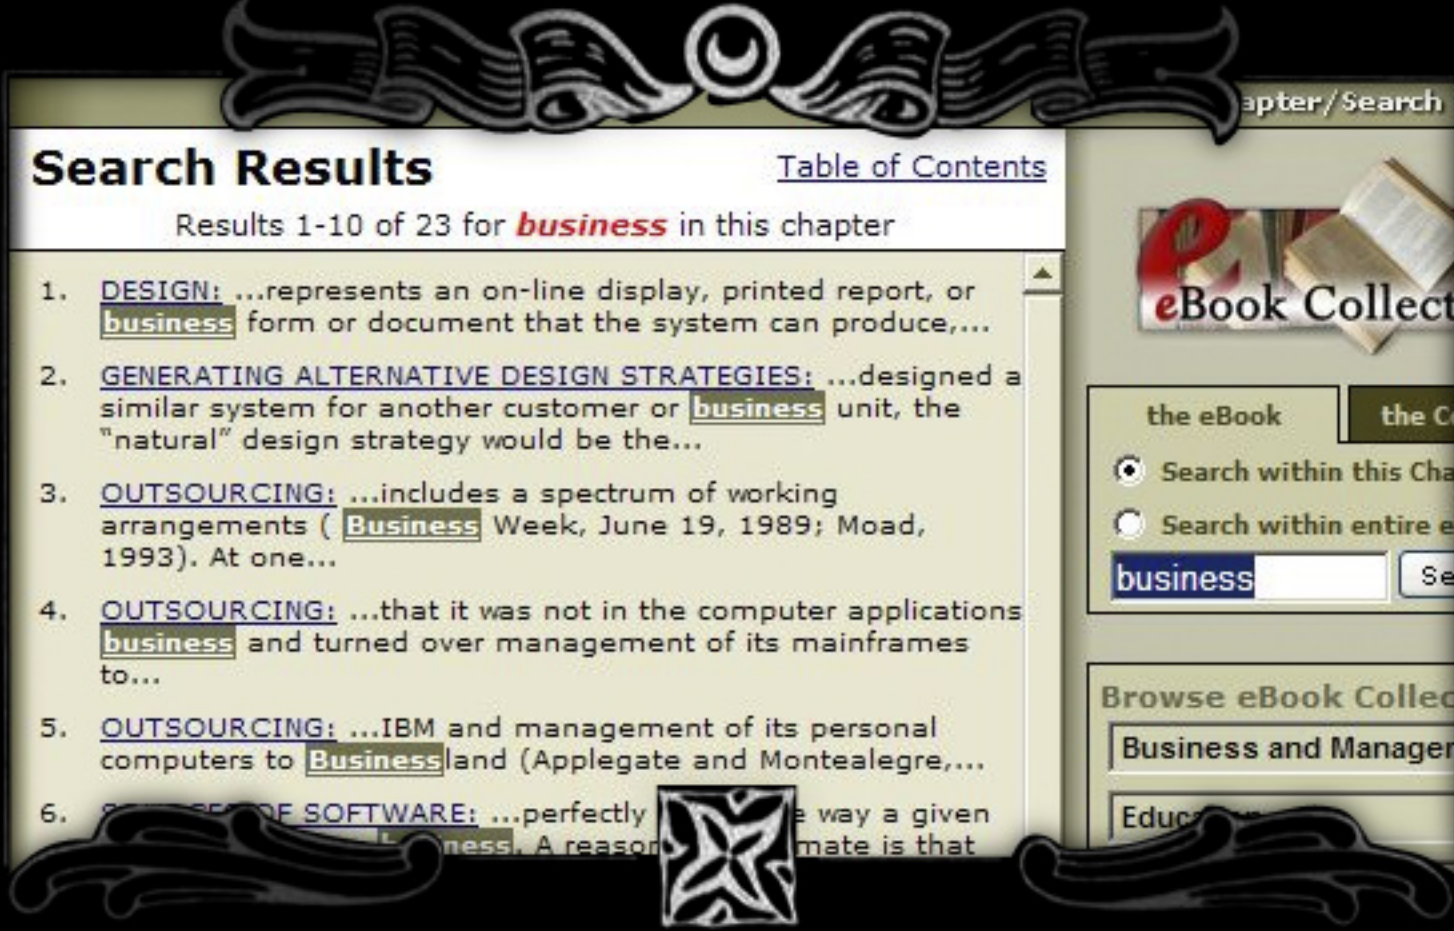 apter/Search
Search Results
Table of Contents
Results 1-10 of 23 for business in this chapter
1. DESIGN: ...represents an on-line display, printed report, or
business form or document that the system can produce,...
2. GENERATING ALTERNATIVE DESIGN STRATEGIES: ...designed a
similar system for another customer or business unit, the
"natural" design strategy would be the...
3. OUTSOURCING: ...includes a spectrum of working
arrangements ( Business Week, June 19, 1989; Moad,
1993). At one...
4. OUTSOURCING: ...that it was not in the computer applications
business and turned over management of its mainframes
to...
5. OUTSOURCING: ...IBM and management of its personal
computers to Businessland (Applegate and Montealegre,...
6. OF SOFTWARE: ...perfectly way a given
business. A reason mate is that
e
eBook Collect
the eBook
the Co
Search within this Cha
Search within entire e
business
Se
Browse eBook Collec
Business and Manager
Educ